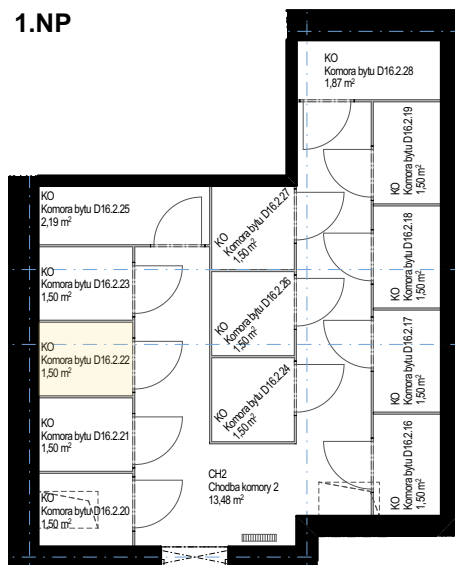 1.NP
KO
Komora bytu D16.2.28
1,87 m²
KO
Komora bytu D16.2.19
1,50 m²
KO
Komora bytu D16.2.25
2,19 m²
KO
Komora bytu D16.2.27
1,50 m²
KO
Komora bytu D16.2.18
1,50 m²
KO
Komora bytu D16.2.23
1,50 m²
KO
Komora bytu D16.2.26
1,50 m²
KO
Komora bytu D16.2.17
1,50 m²
KO
Komora bytu D16.2.22
1,50 m²
KO
Komora bytu D16.2.24
1,50 m²
KO
Komora bytu D16.2.21
1,50 m²
KO
Komora bytu D16.2.16
1,50 m²
CH2
Chodba komory 2
13,48 m²
KO
Komora bytu D16.2.20
1,50 m²